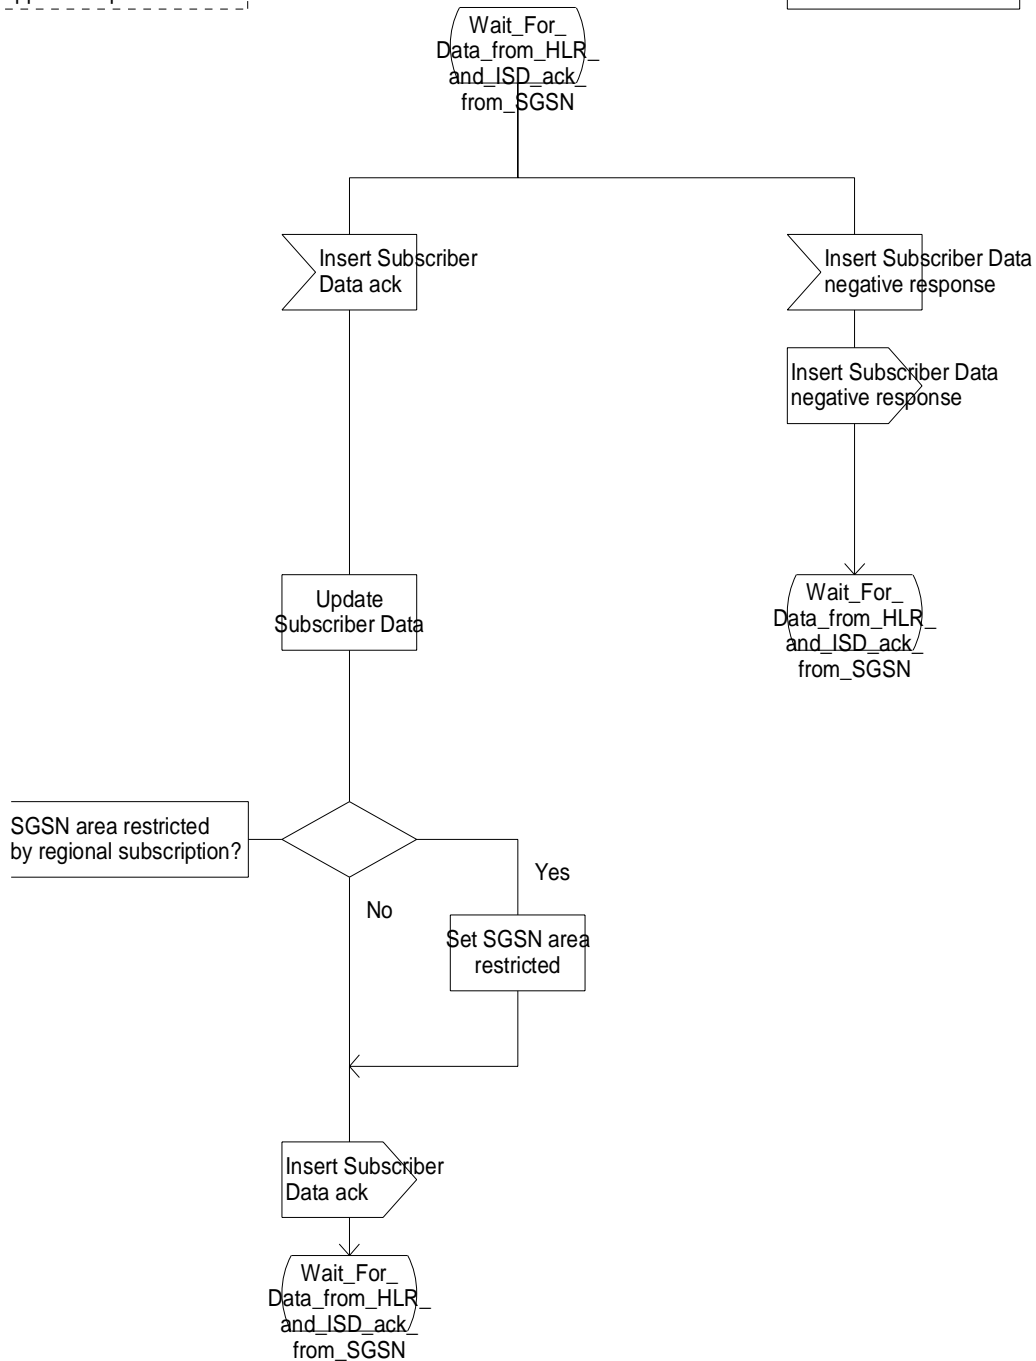 Wait_For_
Data_from_HLR_
and_ISD_ack_
from_SGSN
Insert Subscriber
Data ack
Insert Subscriber Data
negative response
Insert Subscriber Data
negative response
Update
Subscriber Data
Wait_For_
Data_from_HLR_
and_ISD_ack_
from_SGSN
SGSN area restricted
by regional subscription?
Yes
No
Set SGSN area
restricted
Insert Subscriber
Data ack
Wait_For_
Data_from_HLR_
and_ISD_ack_
from_SGSN